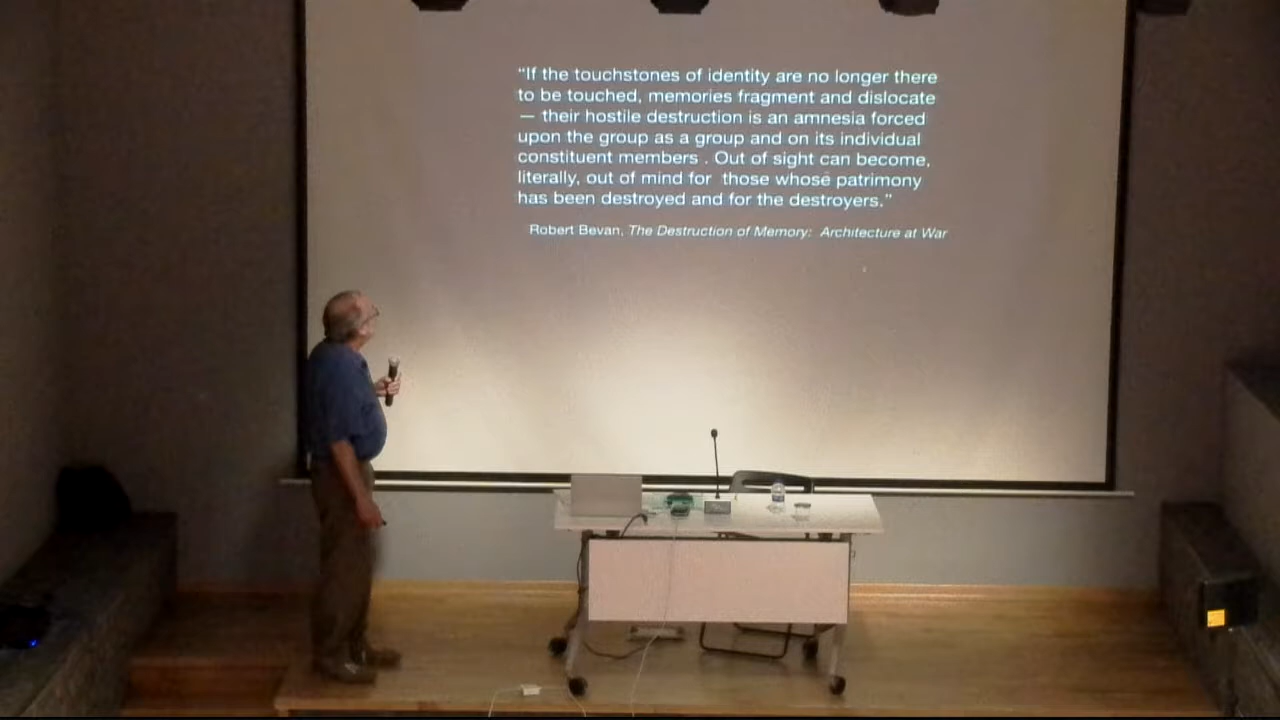 “If the touchstones of identity are no longer there
to be touched, memories fragment and dislocate
— their hostile destruction is an amnesia forced
upon the group as a group and on its individual
constituent members . Out of sight can become,
literally, out of mind for  those whose patrimony
has been destroyed and for the destroyers.”
Robert Bevan, The Destruction of Memory:  Architecture at War